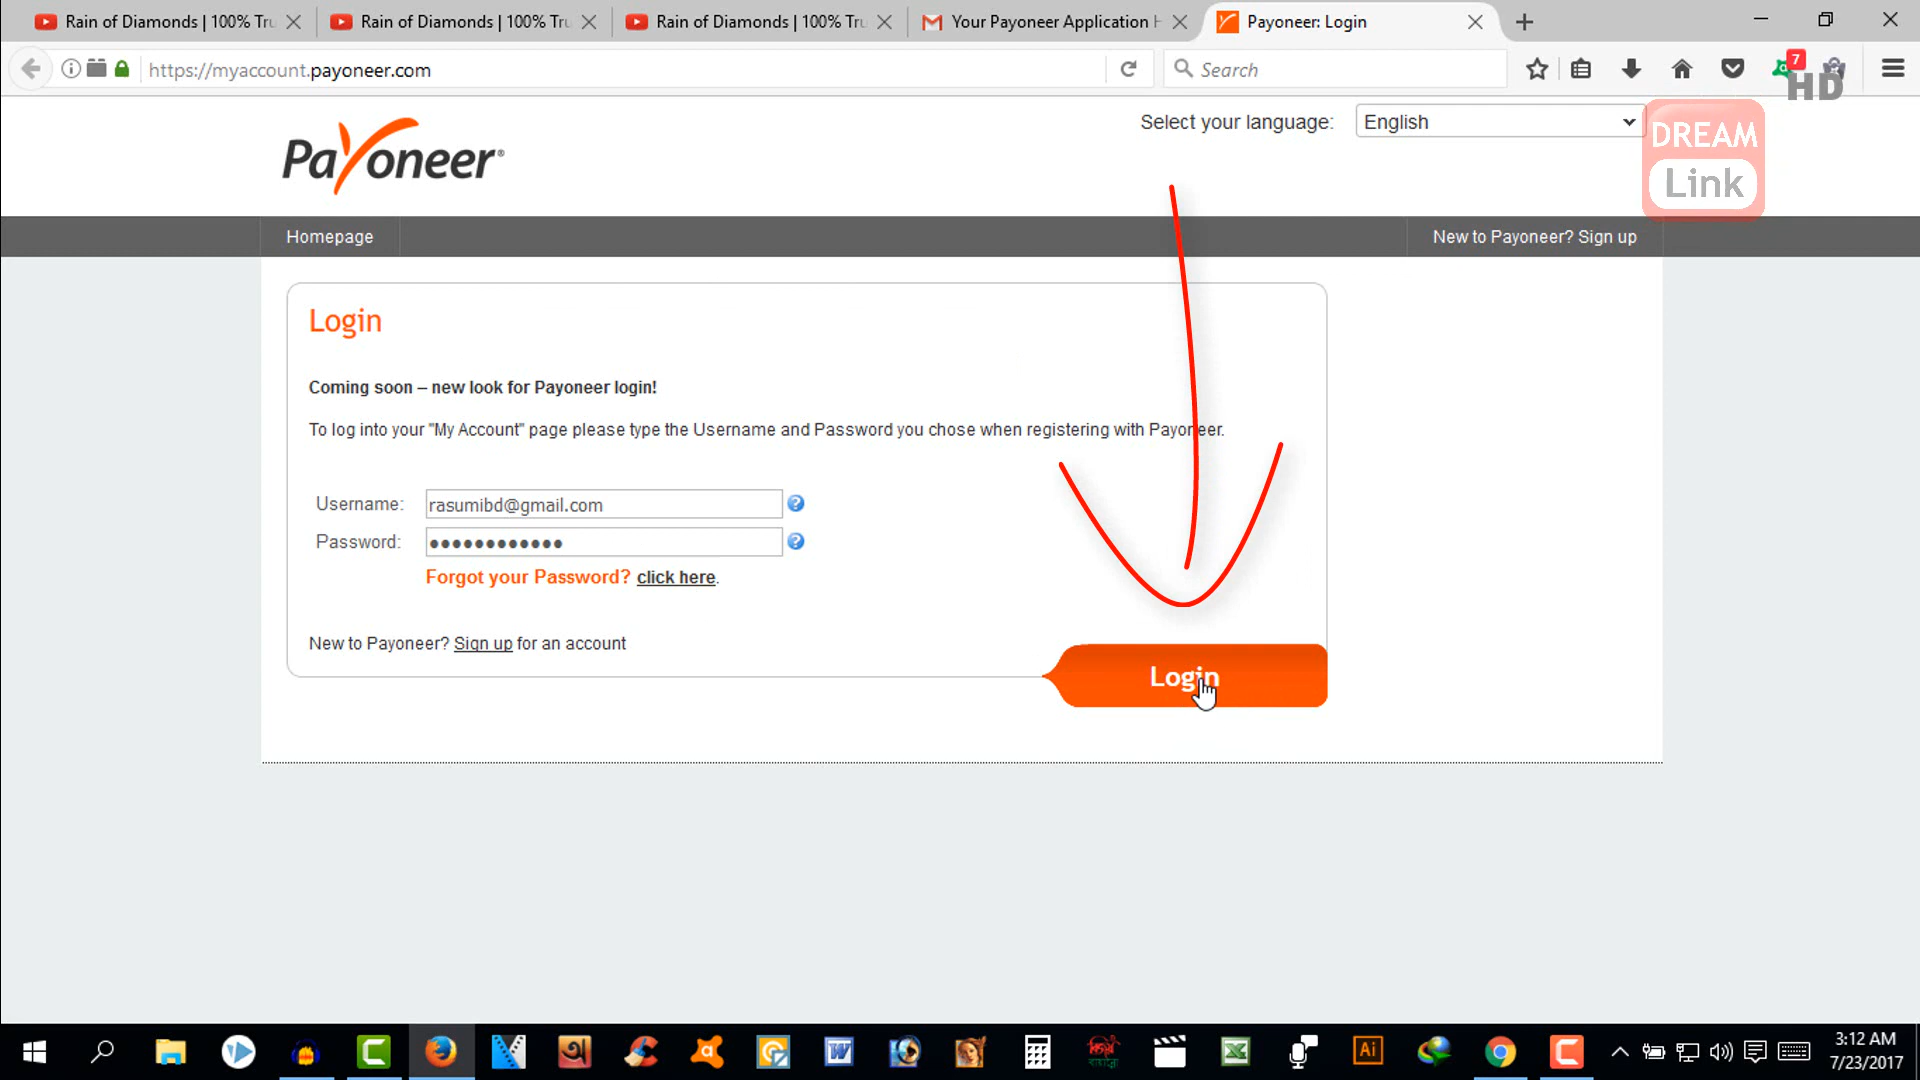 Rain of Diamonds | 100% Tru
Rain of Diamonds | 100% Tru
Rain of Diamonds | 100% Tru
Your Payoneer Application H
Payoneer: Login
https://myaccount.payoneer.com
Search
7
HD
Payoneer®
Select your language:
English
DREAM
Link
Homepage
New to Payoneer? Sign up
Login
Coming soon – new look for Payoneer login!
To log into your "My Account" page please type the Username and Password you chose when registering with Payoneer.
Username:
rasumibd@gmail.com
Password:
Forgot your Password? click here.
New to Payoneer? Sign up for an account
Login
3:12 AM
7/23/2017